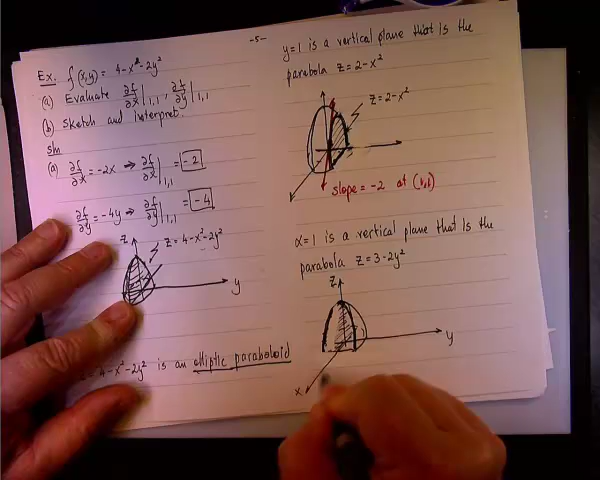 -5-
Ex. f(x,y) = 4-x²-2y²
(a) Evaluate ∂f/∂x|1,1 , ∂f/∂y|1,1
(b) Sketch and interpret.
Sln
(a) ∂f/∂x = -2x → ∂f/∂x|1,1 = -2
∂f/∂y = -4y → ∂f/∂y|1,1 = -4
z
z = 4-x²-2y²
y
= 4-x²-2y² is an elliptic paraboloid
y=1 is a vertical plane that is the
parabola z = 2-x²
z = 2-x²
slope = -2 at (1,1)
x=1 is a vertical plane that is the
parabola z = 3-2y²
z
y
x